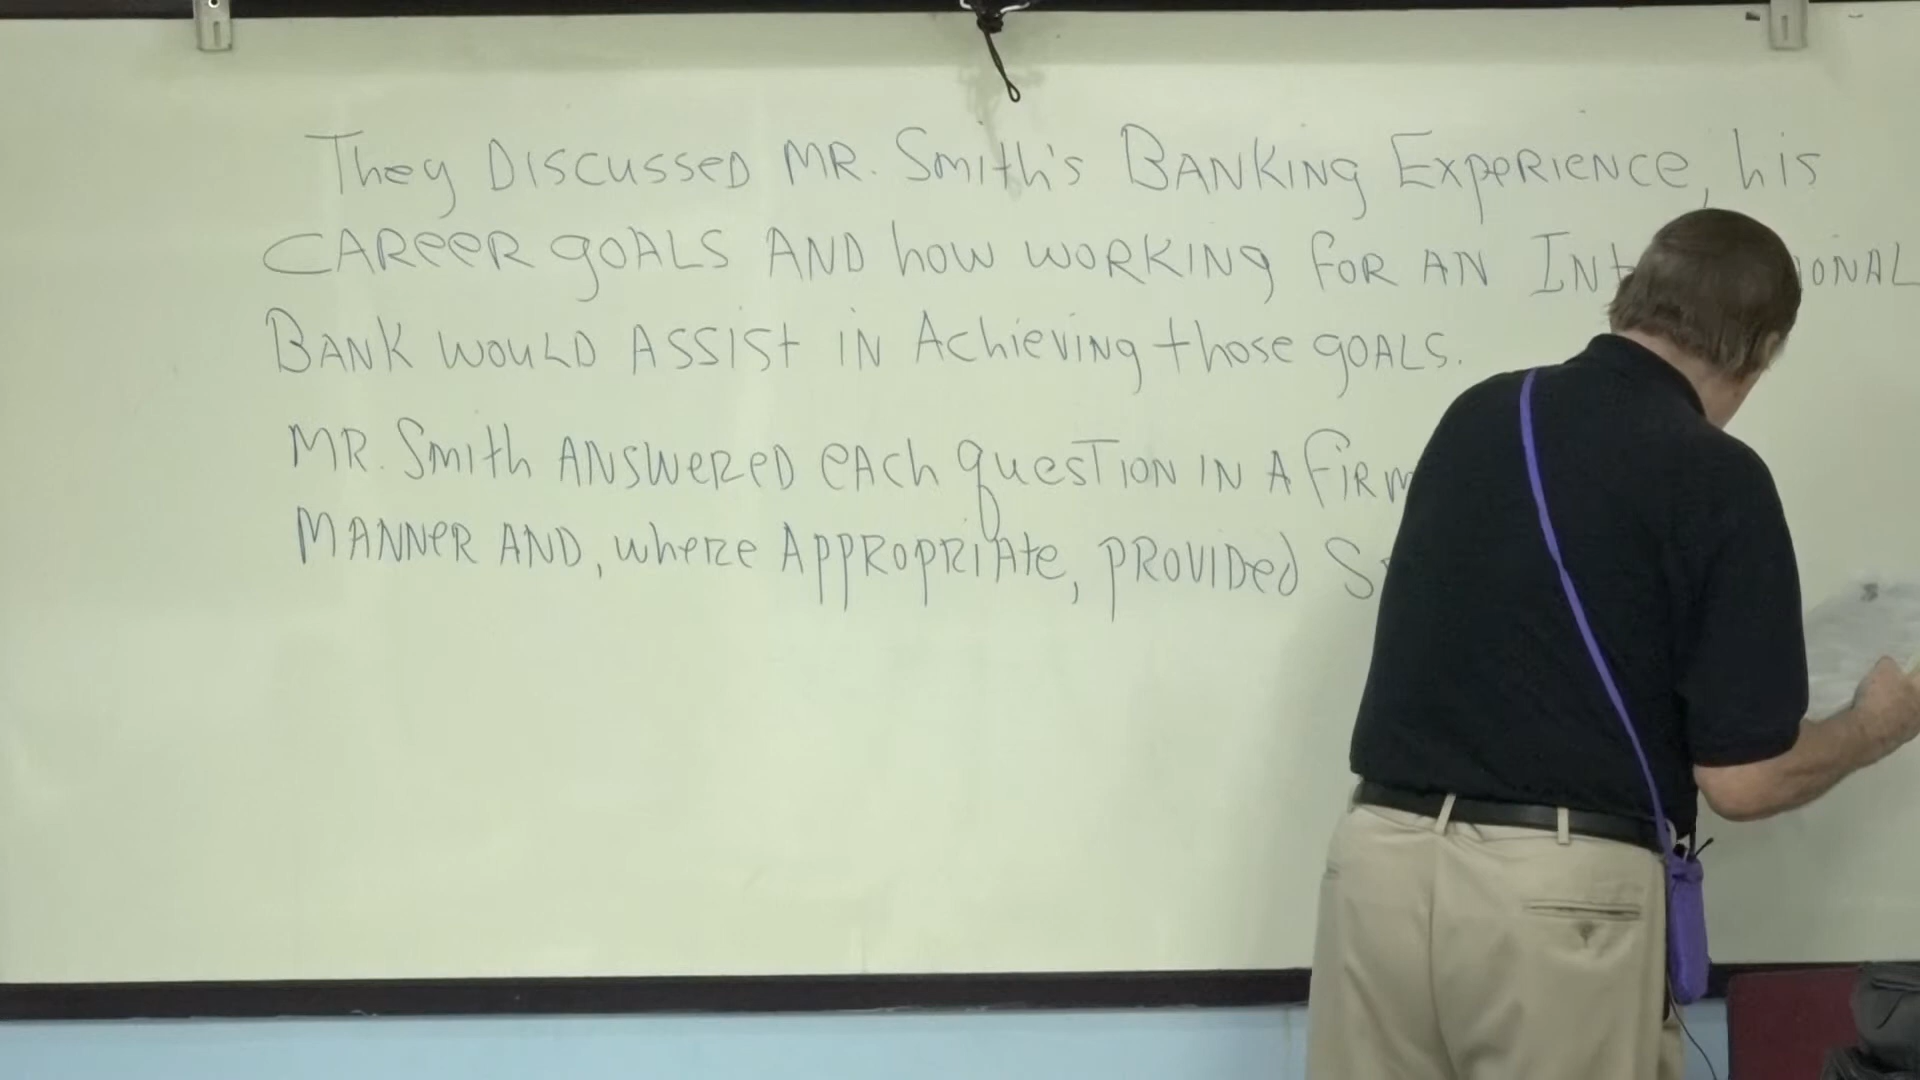 They Discussed MR. Smith's Banking Experience, his
Career goals and how working for an
Bank would assist in Achieving those goals.
MR. Smith answered each question in a firm
Manner and, where Appropriate, provided